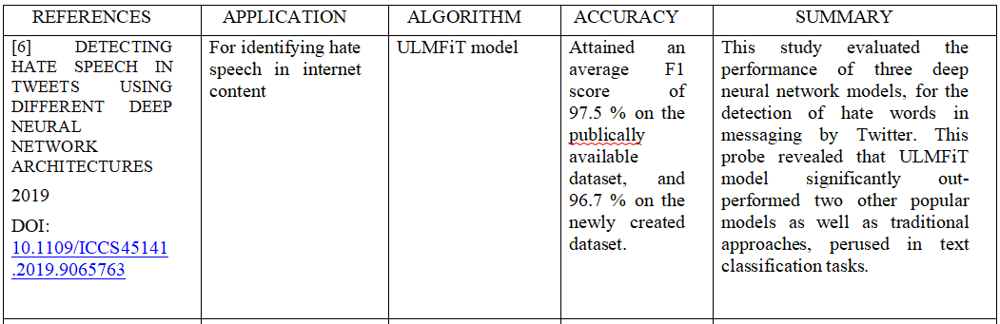 REFERENCES
APPLICATION
ALGORITHM
ACCURACY
SUMMARY
[6] DETECTING
HATE SPEECH IN
TWEETS USING
DIFFERENT DEEP
NEURAL
NETWORK
ARCHITECTURES
2019
DOI:
10.1109/ICCS45141
.2019.9065763
For identifying hate
speech in internet
content
ULMFiT model
Attained an
average F1
score of
97.5 % on the
publically
available
dataset, and
96.7 % on the
newly created
dataset.
This study evaluated the
performance of three deep
neural network models, for the
detection of hate words in
messaging by Twitter. This
probe revealed that ULMFiT
model significantly out-
performed two other popular
models as well as traditional
approaches, perused in text
classification tasks.